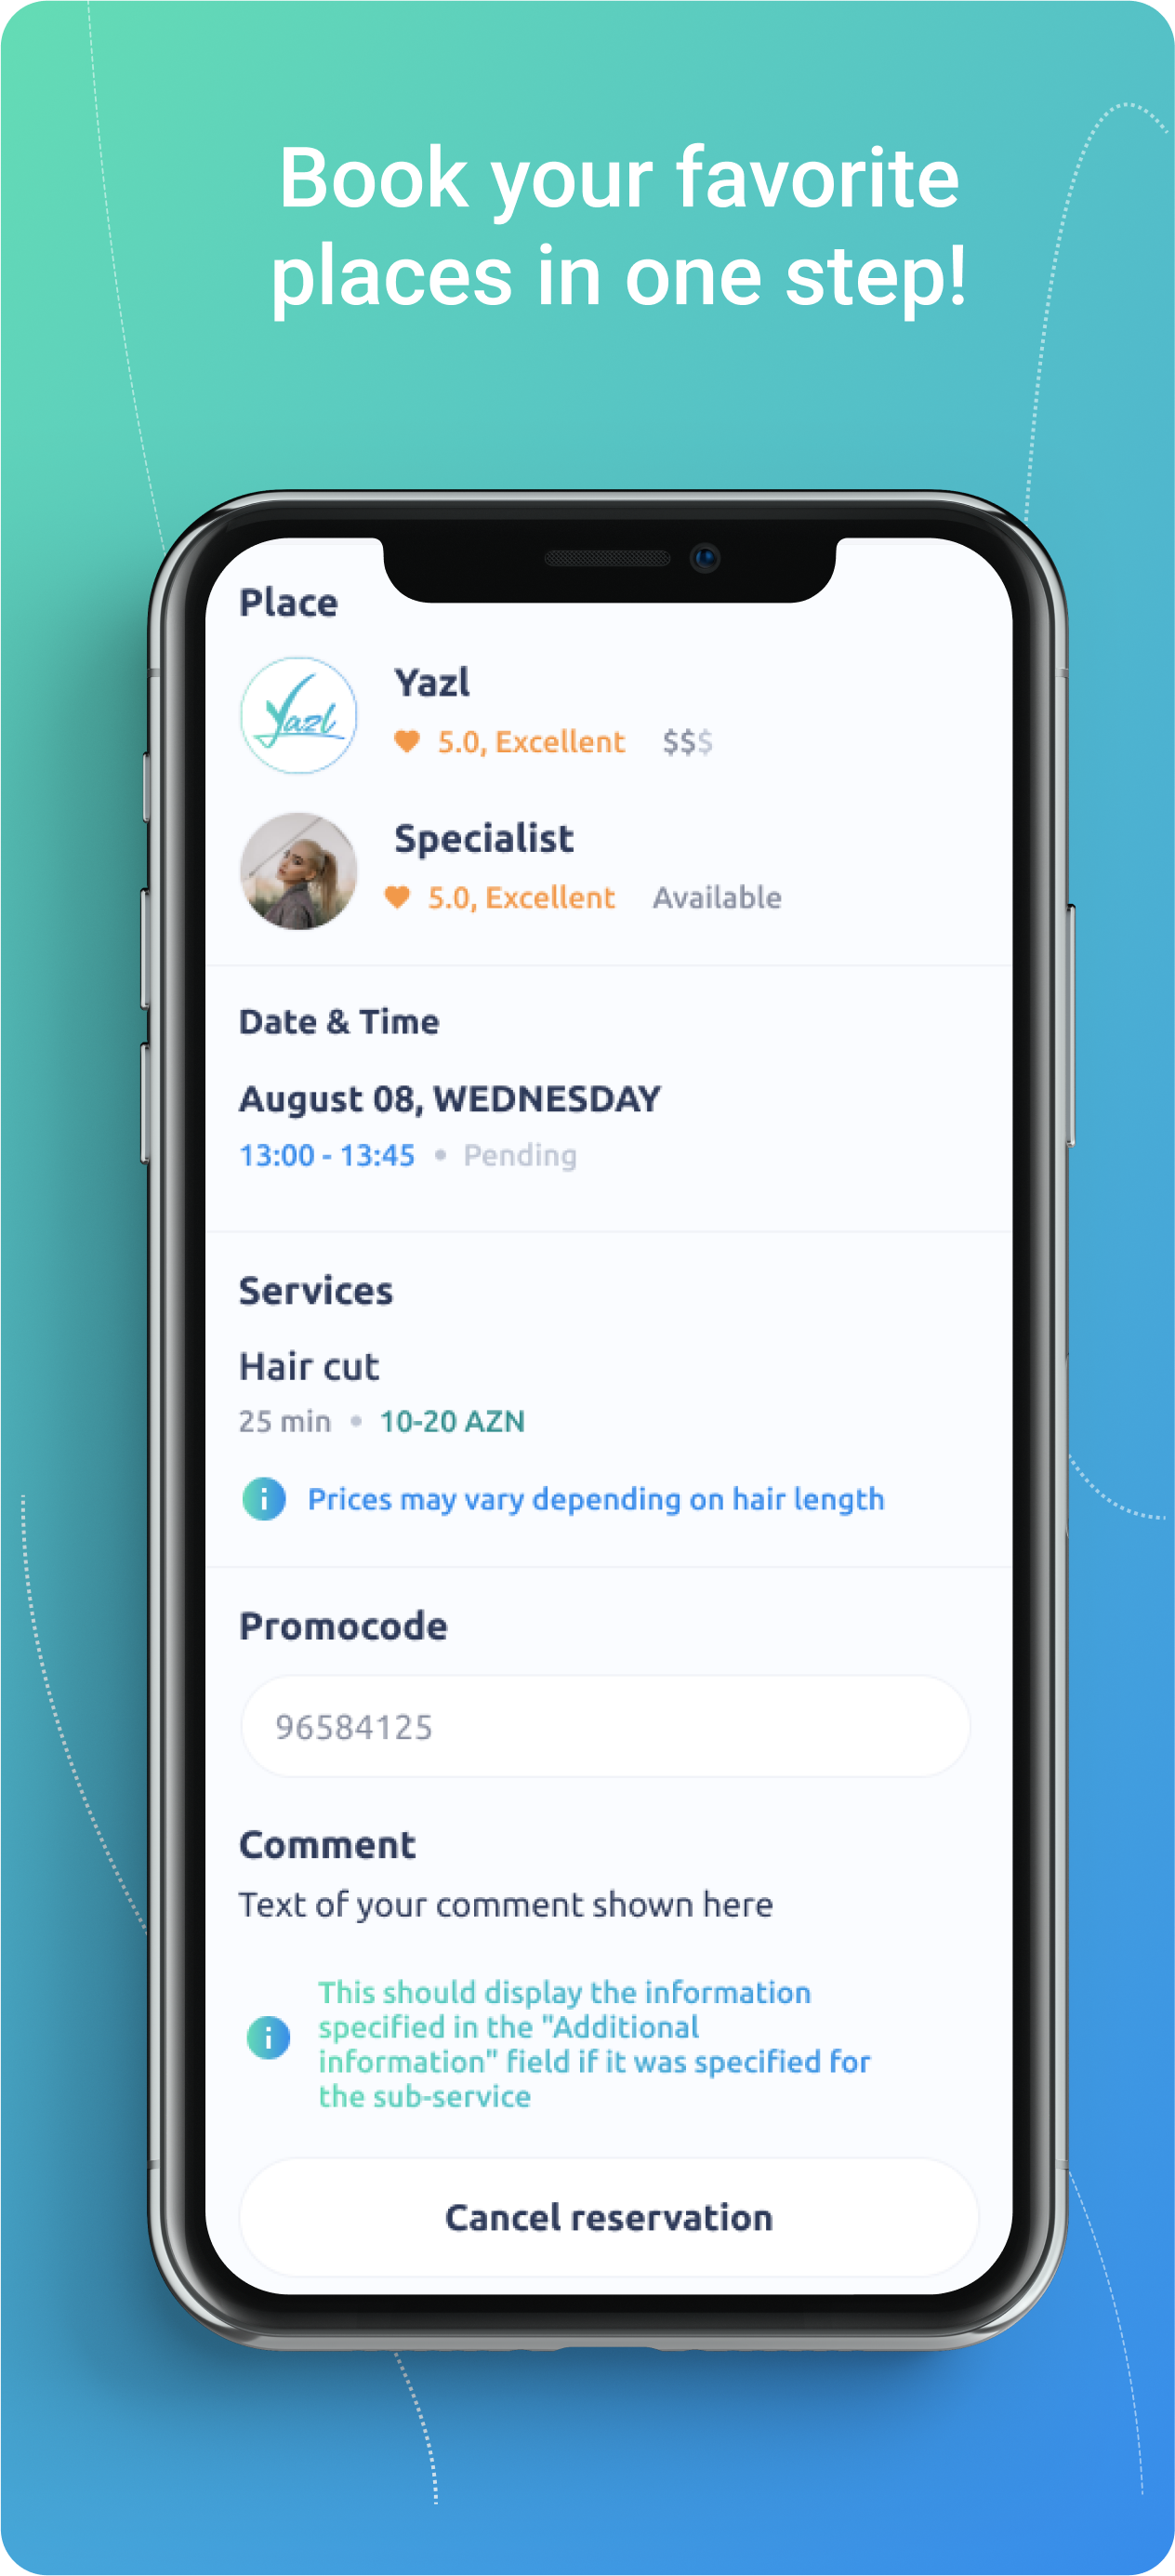 Book your favorite
places in one step!
Place
Yazl
Yazl
5.0, Excellent $$$
Specialist
5.0, Excellent Available
Date & Time
August 08, WEDNESDAY
13:00 - 13:45 • Pending
Services
Hair cut
25 min • 10-20 AZN
i Prices may vary depending on hair length
Promocode
96584125
Comment
Text of your comment shown here
This should display the information
specified in the "Additional
i
information" field if it was specified for
the sub-service
Cancel reservation